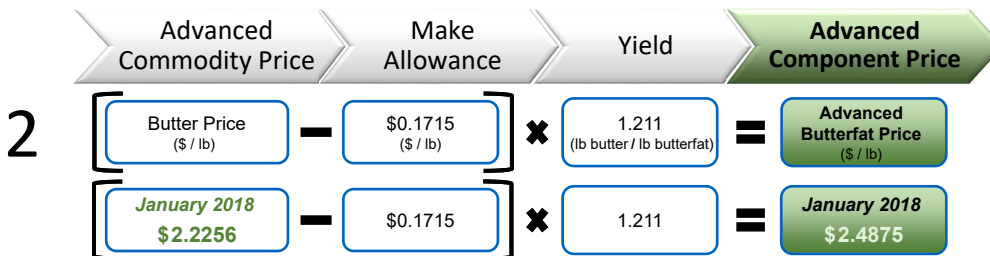 Advanced Commodity Price
Make Allowance
Yield
Advanced Component Price
2
[ Butter Price ($ / lb) − $0.1715 ($ / lb) ] × 1.211 (lb butter / lb butterfat) = Advanced Butterfat Price ($ / lb)
[ January 2018 $2.2256 − $0.1715 ] × 1.211 = January 2018 $2.4875